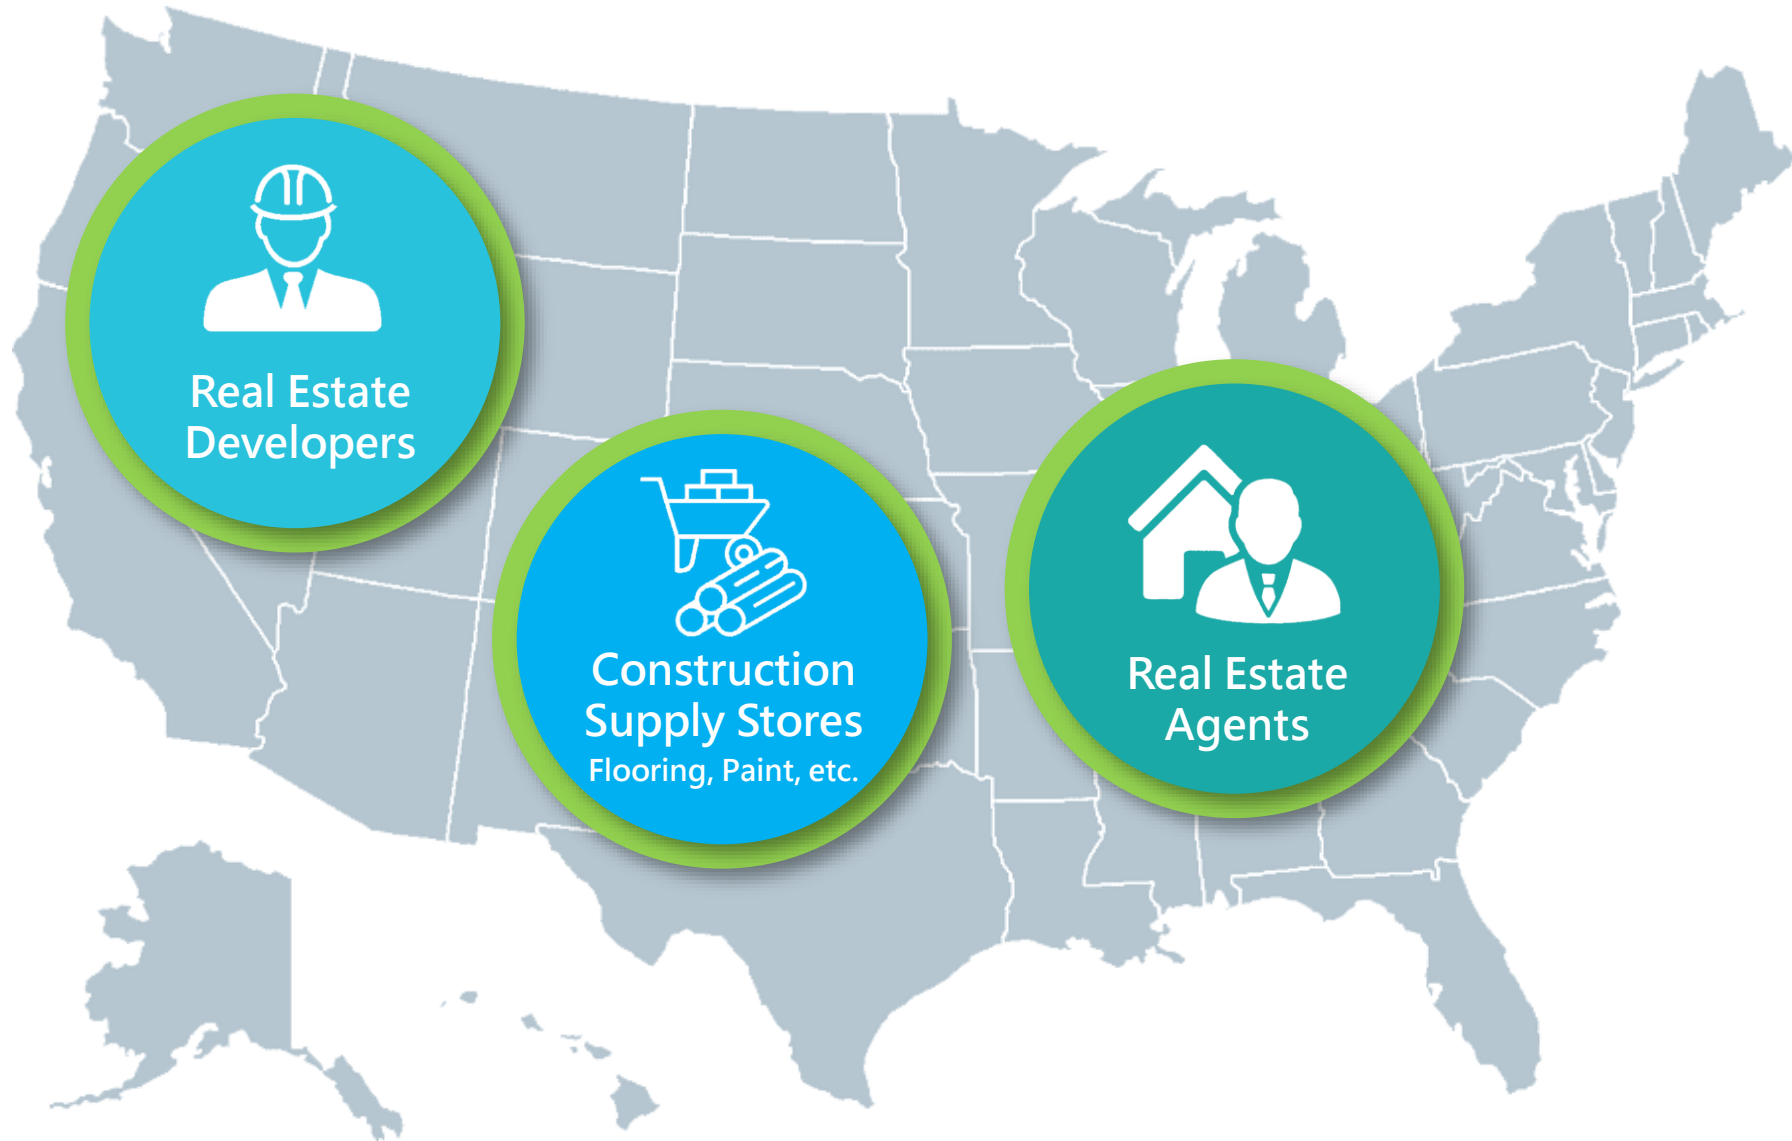 Real Estate
Developers
Construction
Supply Stores
Flooring, Paint, etc.
Real Estate
Agents